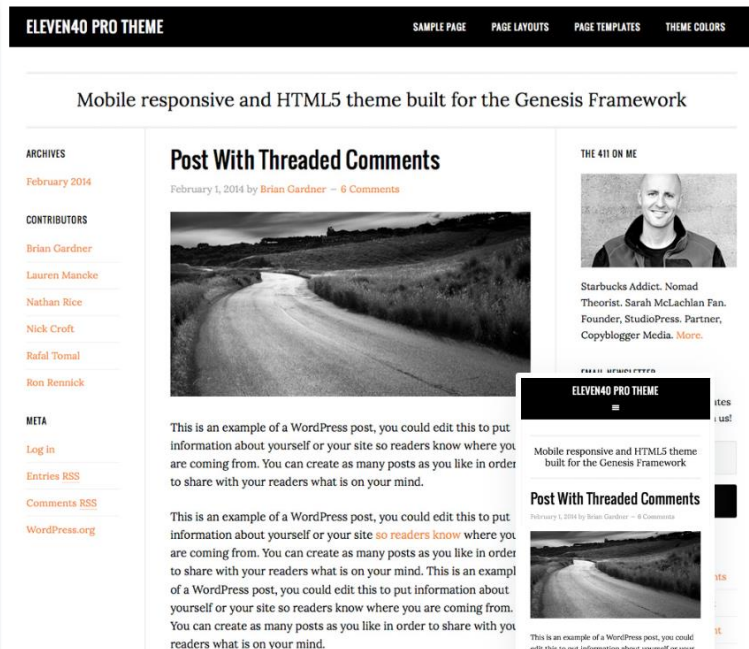 ELEVEN40 PRO THEME
SAMPLE PAGE PAGE LAYOUTS PAGE TEMPLATES THEME COLORS
Mobile responsive and HTML5 theme built for the Genesis Framework
ARCHIVES
February 2014
CONTRIBUTORS
Brian Gardner
Lauren Mancke
Nathan Rice
Nick Croft
Rafal Tomal
Ron Rennick
META
Log in
Entries RSS
Comments RSS
WordPress.org
Post With Threaded Comments
February 1, 2014 by Brian Gardner — 6 Comments
This is an example of a WordPress post, you could edit this to put
information about yourself or your site so readers know where you
are coming from. You can create as many posts as you like in order
to share with your readers what is on your mind.
This is an example of a WordPress post, you could edit this to put
information about yourself or your site so readers know where you
are coming from. You can create as many posts as you like in order
to share with your readers what is on your mind. This is an exampl
of a WordPress post, you could edit this to put information about
yourself or your site so readers know where you are coming from.
You can create as many posts as you like in order to share with you
readers what is on your mind.
THE 411 ON ME
Starbucks Addict. Nomad
Theorist. Sarah McLachlan Fan.
Founder, StudioPress. Partner,
Copyblogger Media. More.
EMAIL NEWSLETTER
us!
ELEVEN40 PRO THEME
Mobile responsive and HTML5 theme
built for the Genesis Framework
Post With Threaded Comments
February 1, 2014 by Brian Gardner — 6 Comments
This is an example of a WordPress post, you could
edit this to put information about yourself or your